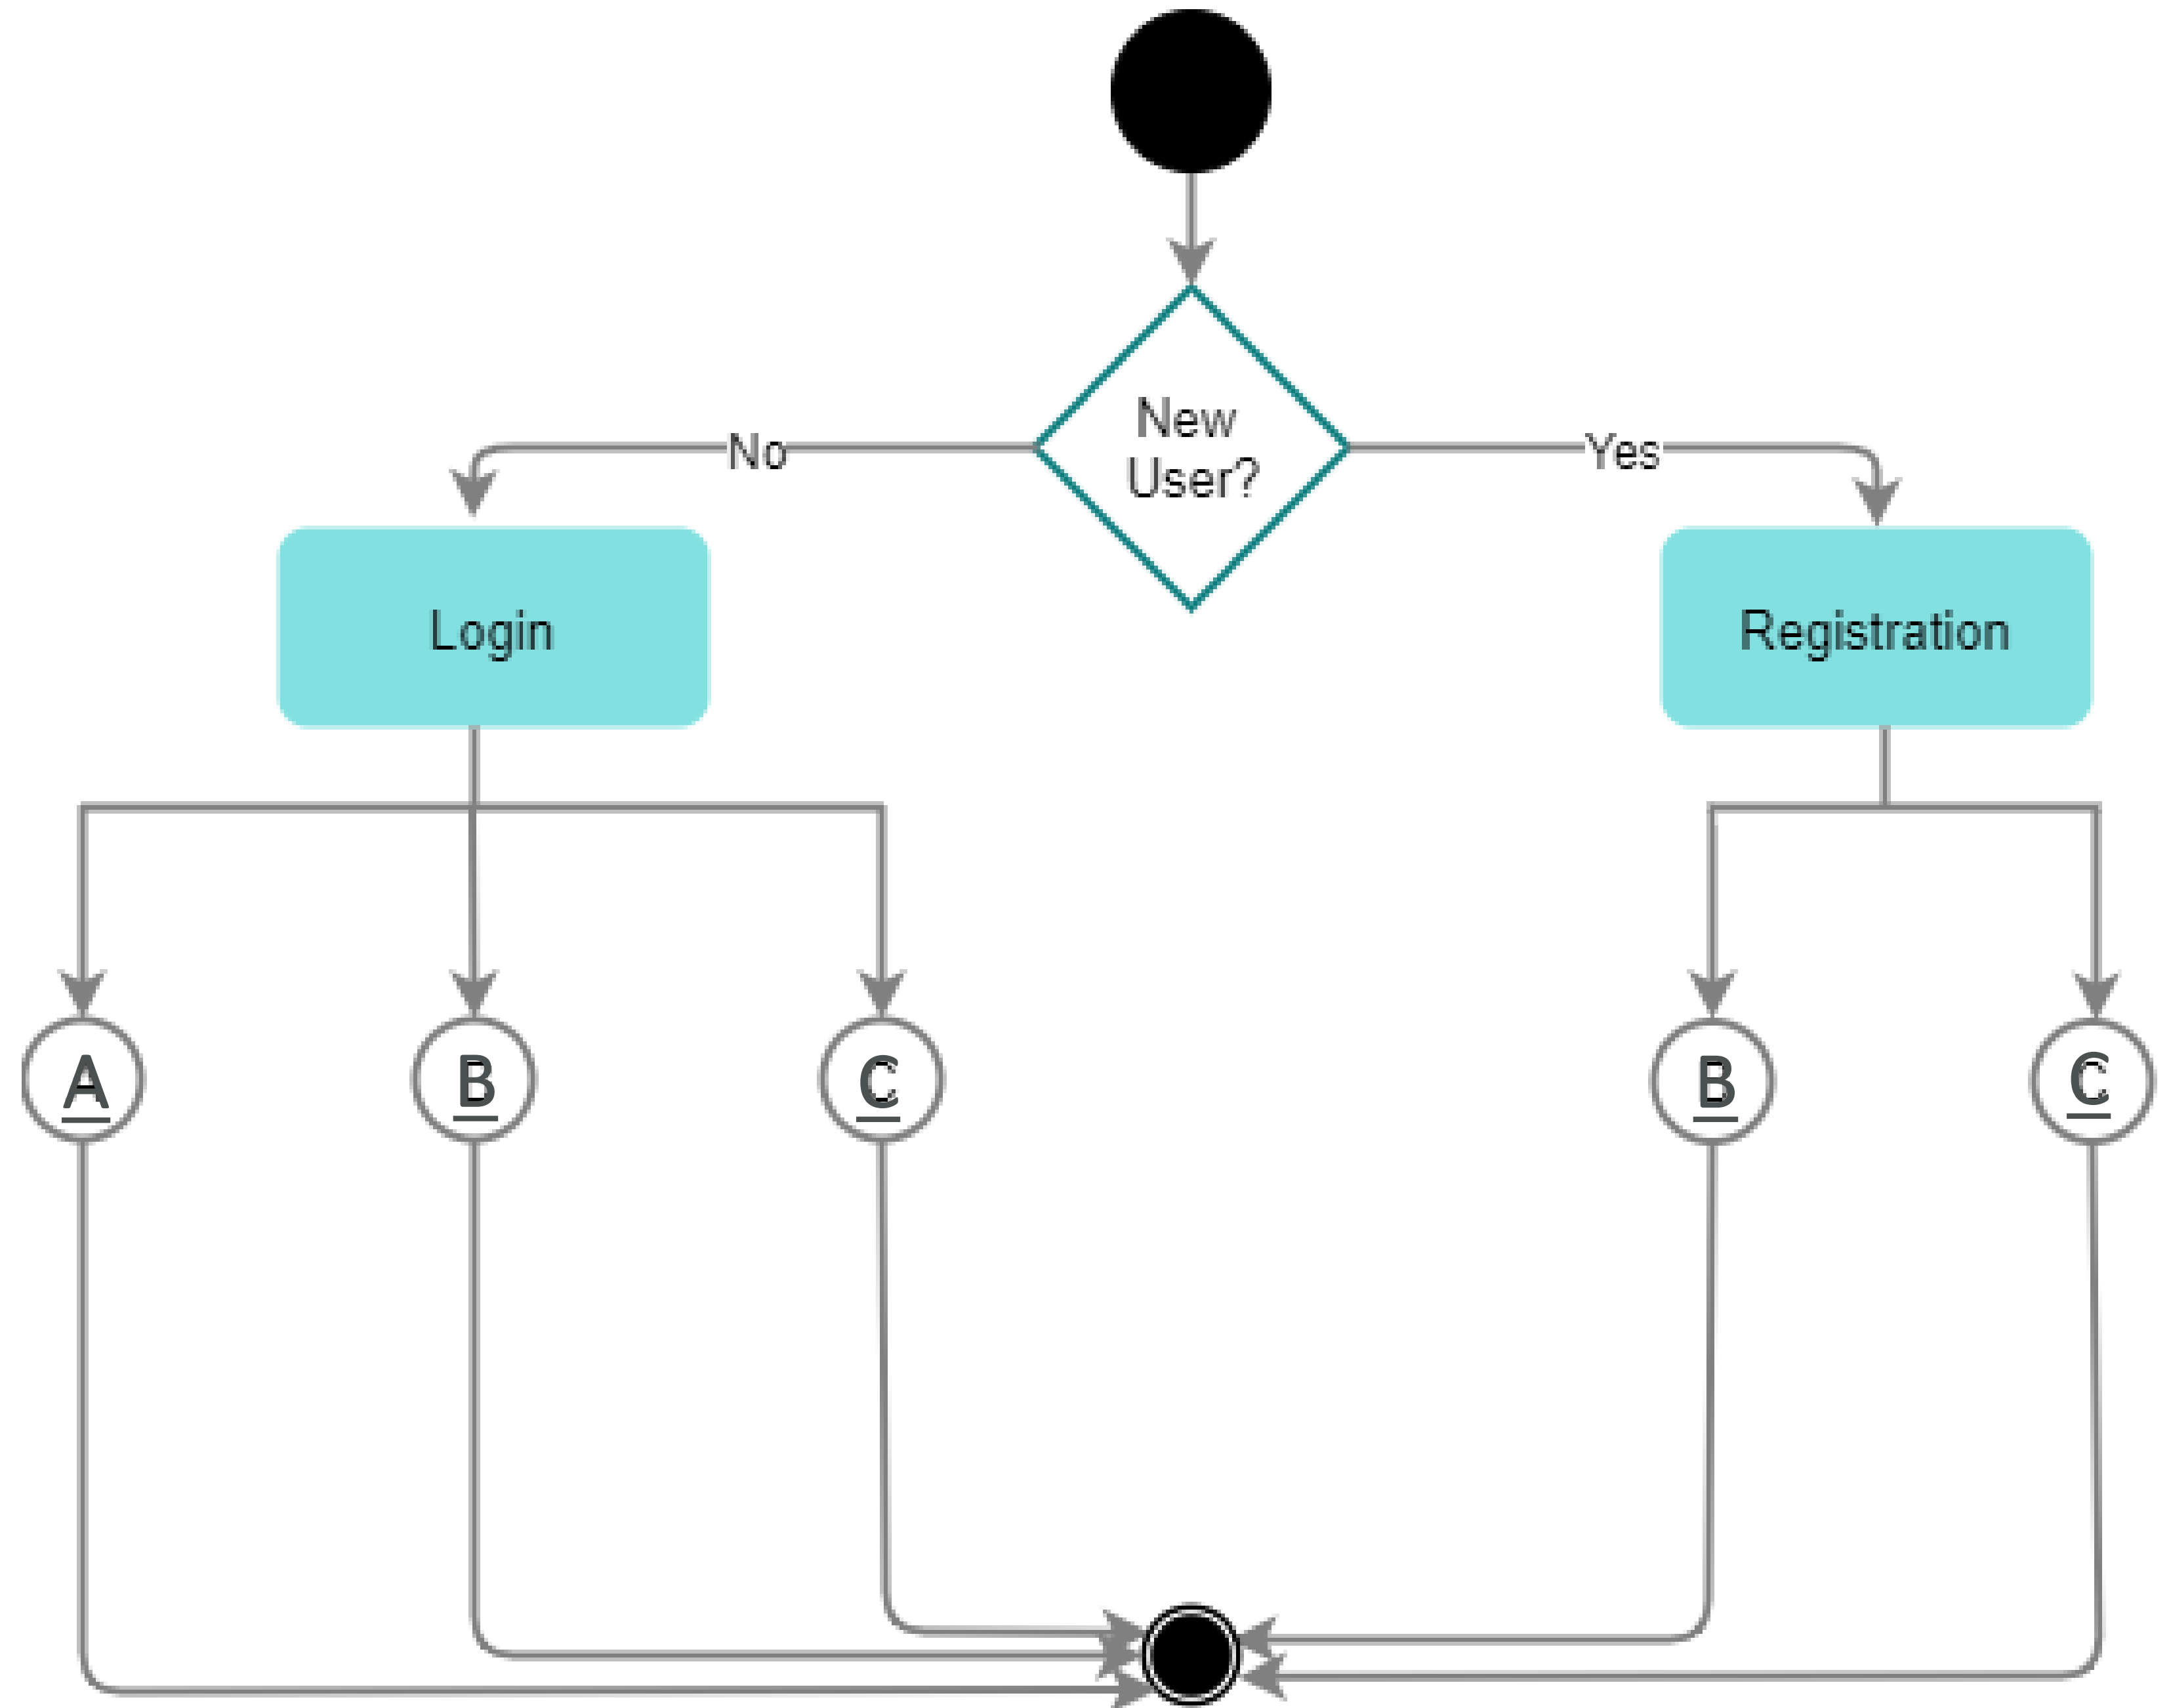 New
User?
No
Yes
Login
Registration
A
B
C
B
C